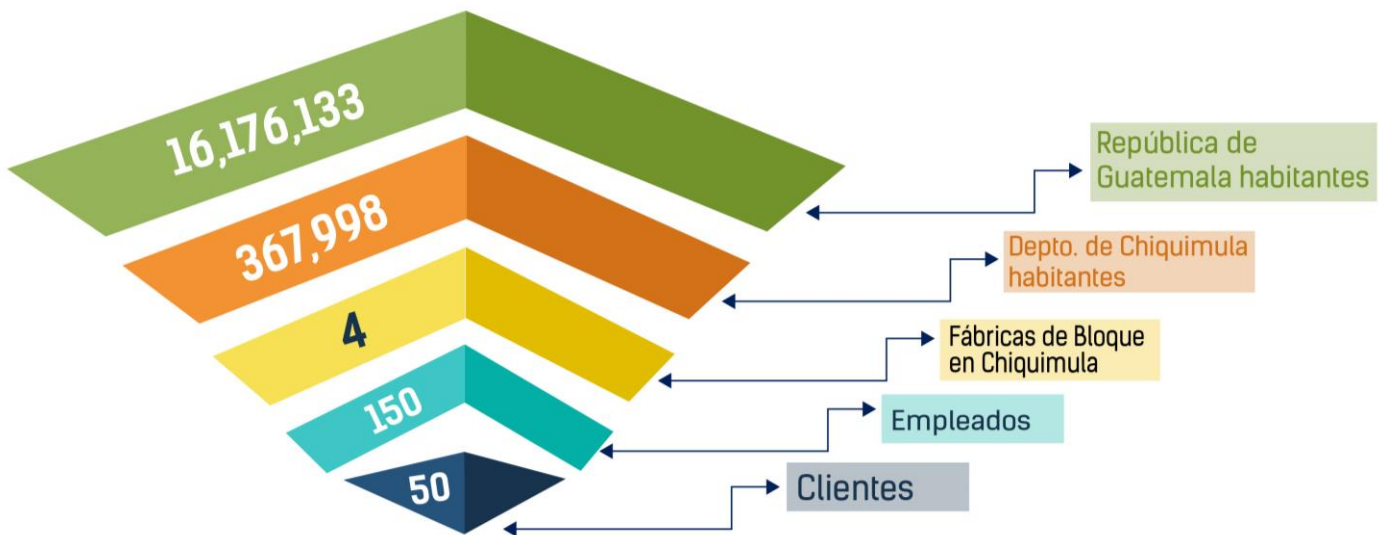 16,176,133
República de
Guatemala habitantes
367,998
Depto. de Chiquimula
habitantes
4
Fábricas de Bloque
en Chiquimula
150
Empleados
50
Clientes